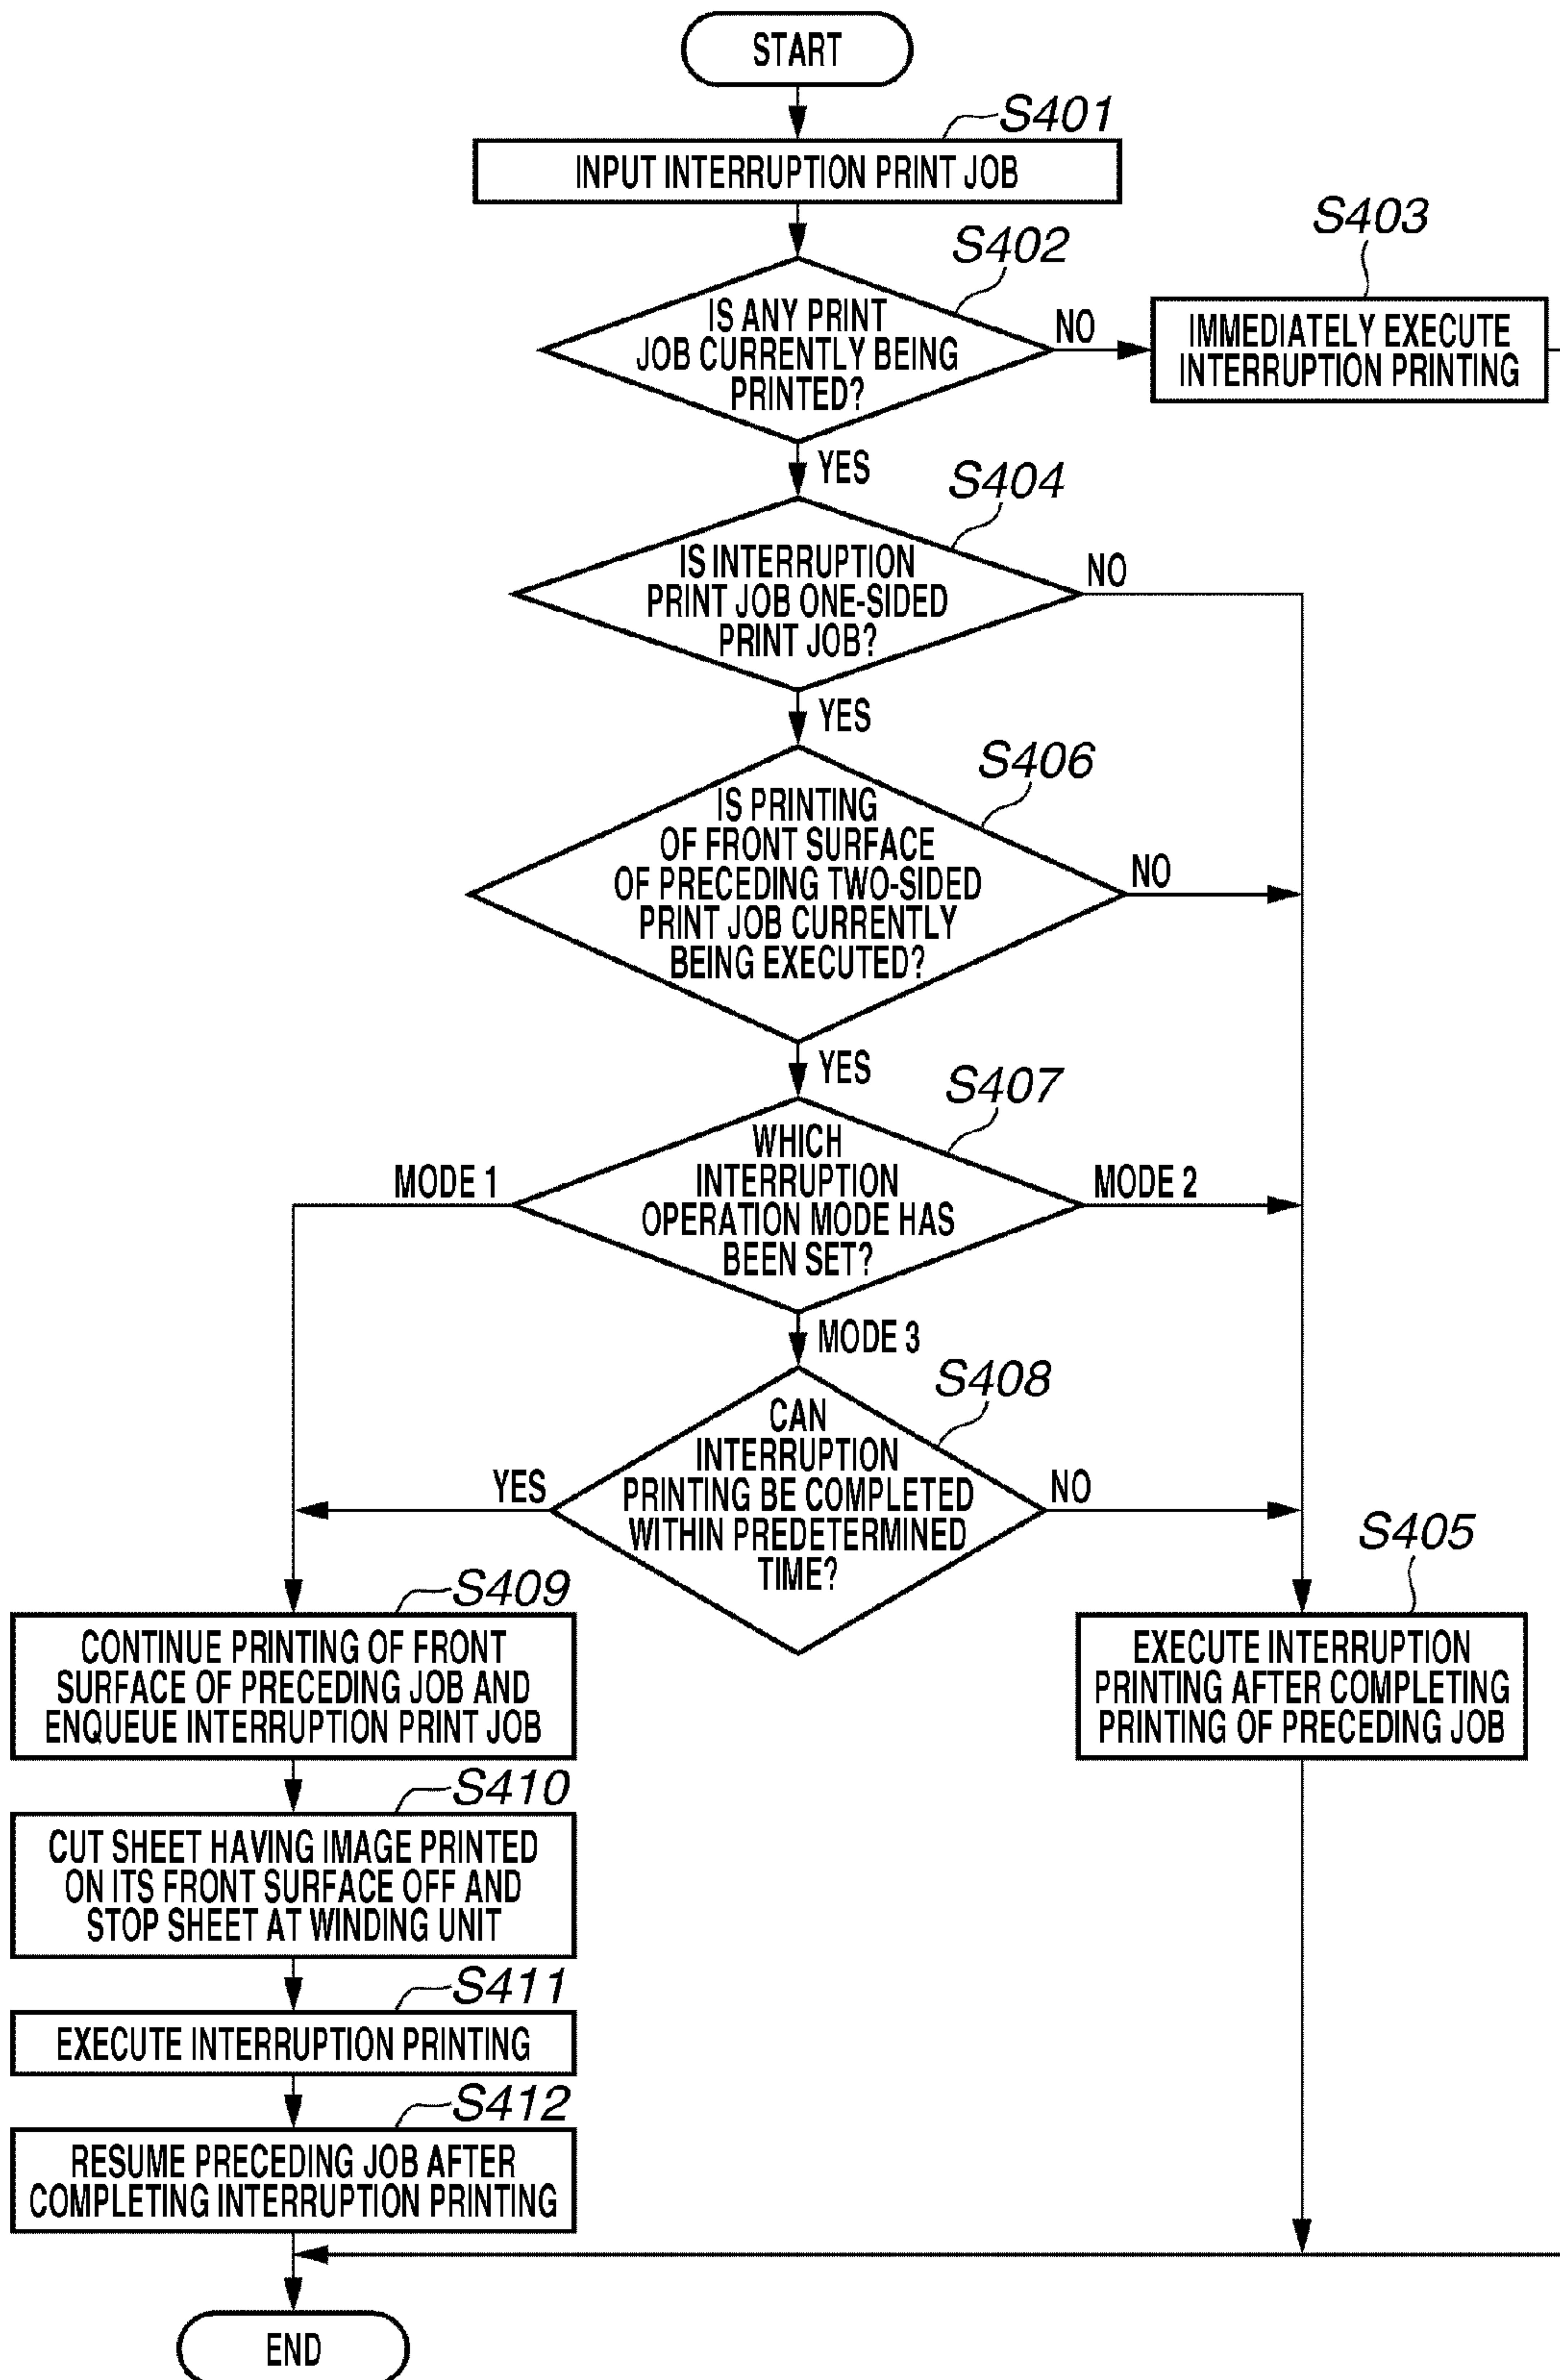 START
S401
INPUT INTERRUPTION PRINT JOB
S402
IS ANY PRINT
JOB CURRENTLY BEING
PRINTED?
NO
S403
IMMEDIATELY EXECUTE
INTERRUPTION PRINTING
YES
S404
IS INTERRUPTION
PRINT JOB ONE-SIDED
PRINT JOB?
NO
YES
S406
IS PRINTING
OF FRONT SURFACE
OF PRECEDING TWO-SIDED
PRINT JOB CURRENTLY
BEING EXECUTED?
NO
YES
S407
WHICH
INTERRUPTION
OPERATION MODE HAS
BEEN SET?
MODE 1
MODE 2
MODE 3
S408
CAN
INTERRUPTION
PRINTING BE COMPLETED
WITHIN PREDETERMINED
TIME?
YES
NO
S405
EXECUTE INTERRUPTION
PRINTING AFTER COMPLETING
PRINTING OF PRECEDING JOB
S409
CONTINUE PRINTING OF FRONT
SURFACE OF PRECEDING JOB AND
ENQUEUE INTERRUPTION PRINT JOB
S410
CUT SHEET HAVING IMAGE PRINTED
ON ITS FRONT SURFACE OFF AND
STOP SHEET AT WINDING UNIT
S411
EXECUTE INTERRUPTION PRINTING
S412
RESUME PRECEDING JOB AFTER
COMPLETING INTERRUPTION PRINTING
END